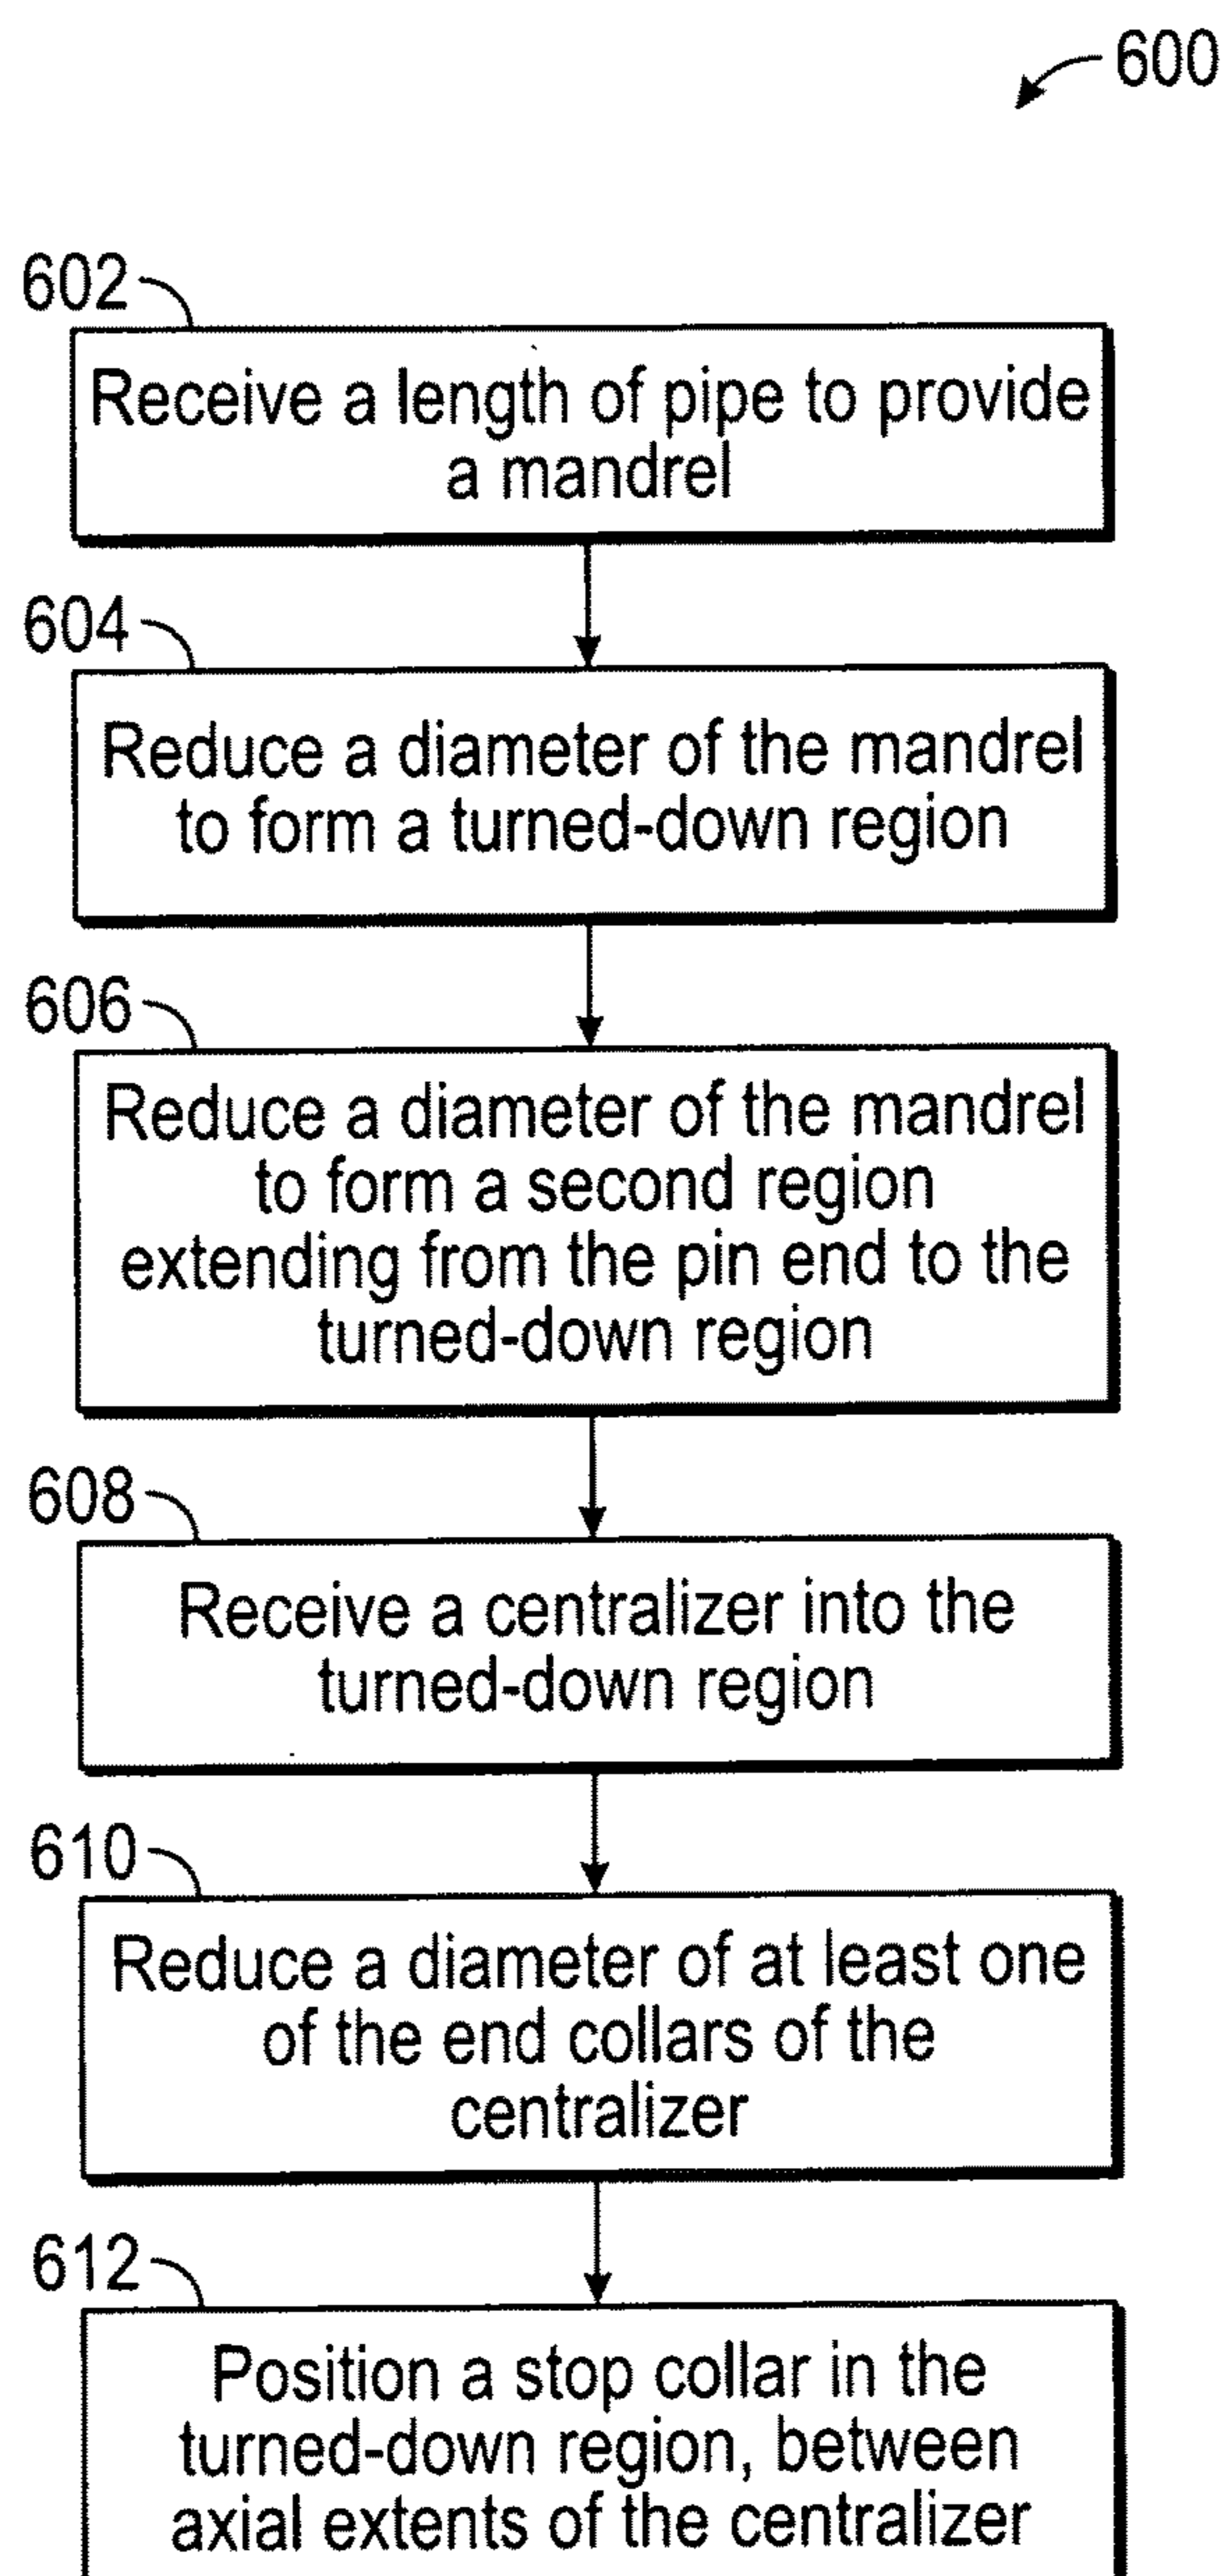 600
602
Receive a length of pipe to provide
a mandrel
604
Reduce a diameter of the mandrel
to form a turned-down region
606
Reduce a diameter of the mandrel
to form a second region
extending from the pin end to the
turned-down region
608
Receive a centralizer into the
turned-down region
610
Reduce a diameter of at least one
of the end collars of the
centralizer
612
Position a stop collar in the
turned-down region, between
axial extents of the centralizer